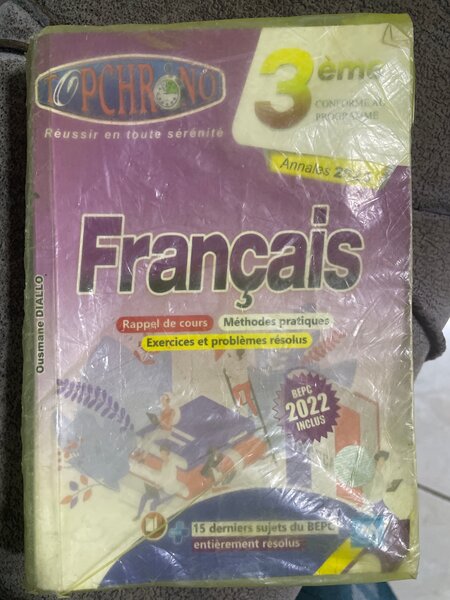 TOPCHRONO
Réussir en toute sérénité
3ème
CONFORME AU
PROGRAMME
Annales
Français
Rappel de cours
Méthodes pratiques
Exercices et problèmes résolus
Ousmane DIALLO
BEPC
2022
INCLUS
+ 15 derniers sujets du BEPC
entièrement résolus